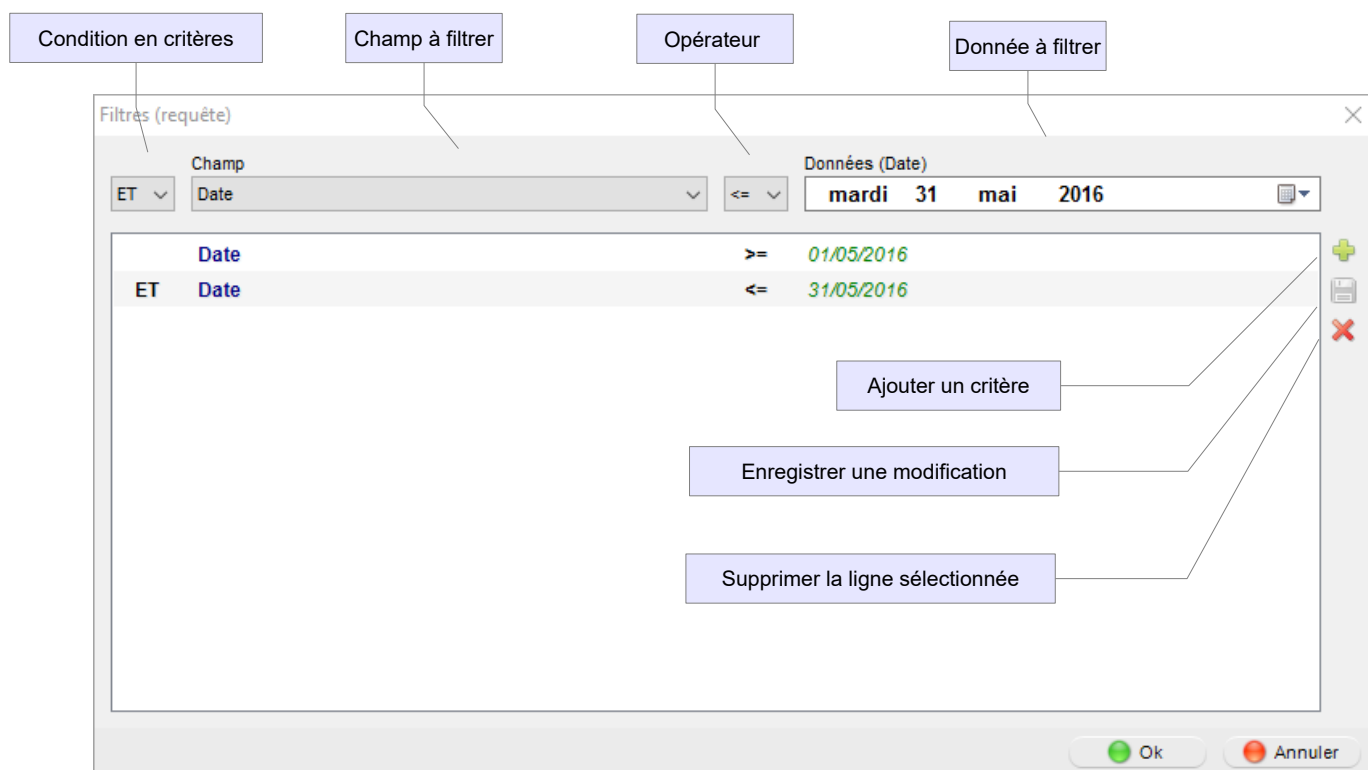 Condition en critères
Champ à filtrer
Opérateur
Donnée à filtrer
Filtres (requête)
Champ
Données (Date)
ET Date <= mardi 31 mai 2016
Date >= 01/05/2016
ET Date <= 31/05/2016
Ajouter un critère
Enregistrer une modification
Supprimer la ligne sélectionnée
Ok
Annuler